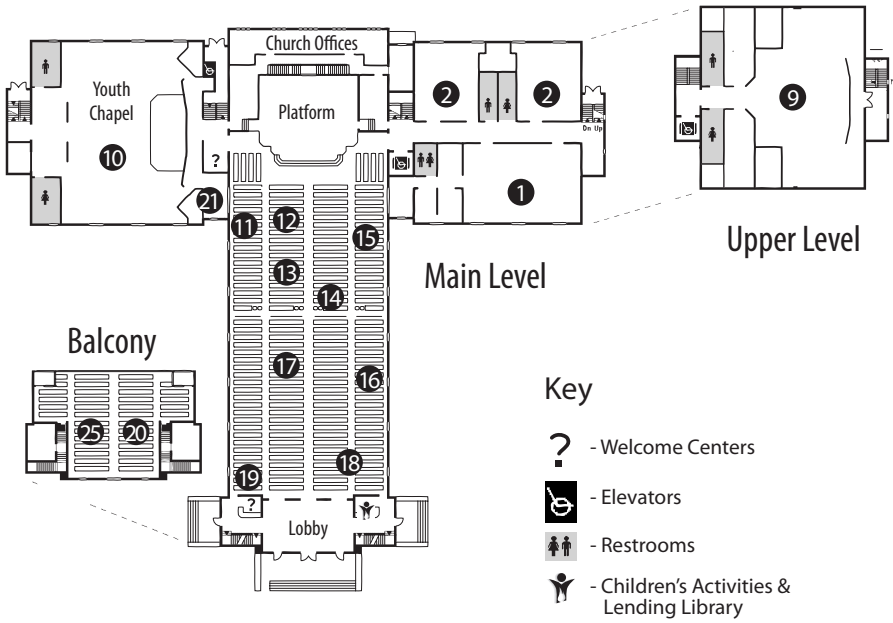 Church Offices
Youth
Chapel
Platform
2
2
9
Dn Up
10
?
1
21
11
12
15
Upper Level
13
Main Level
14
Balcony
17
16
Key
25
20
18
19
?
? - Welcome Centers
Lobby
- Elevators
- Restrooms
- Children's Activities &
Lending Library